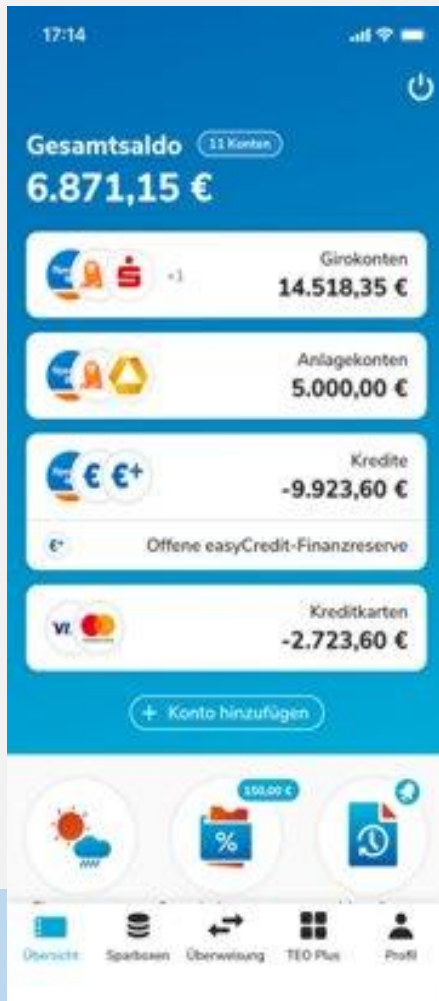 17:14
Gesamtsaldo 11 Konten
6.871,15 €
+1
Girokonten
14.518,35 €
Anlagekonten
5.000,00 €
€ €+
Kredite
-9.923,60 €
€+ Offene easyCredit-Finanzreserve
Kreditkarten
-2.723,60 €
+ Konto hinzufügen
150,00 €
%
Übersicht Sparboxen Überweisung TEO Plus Profil